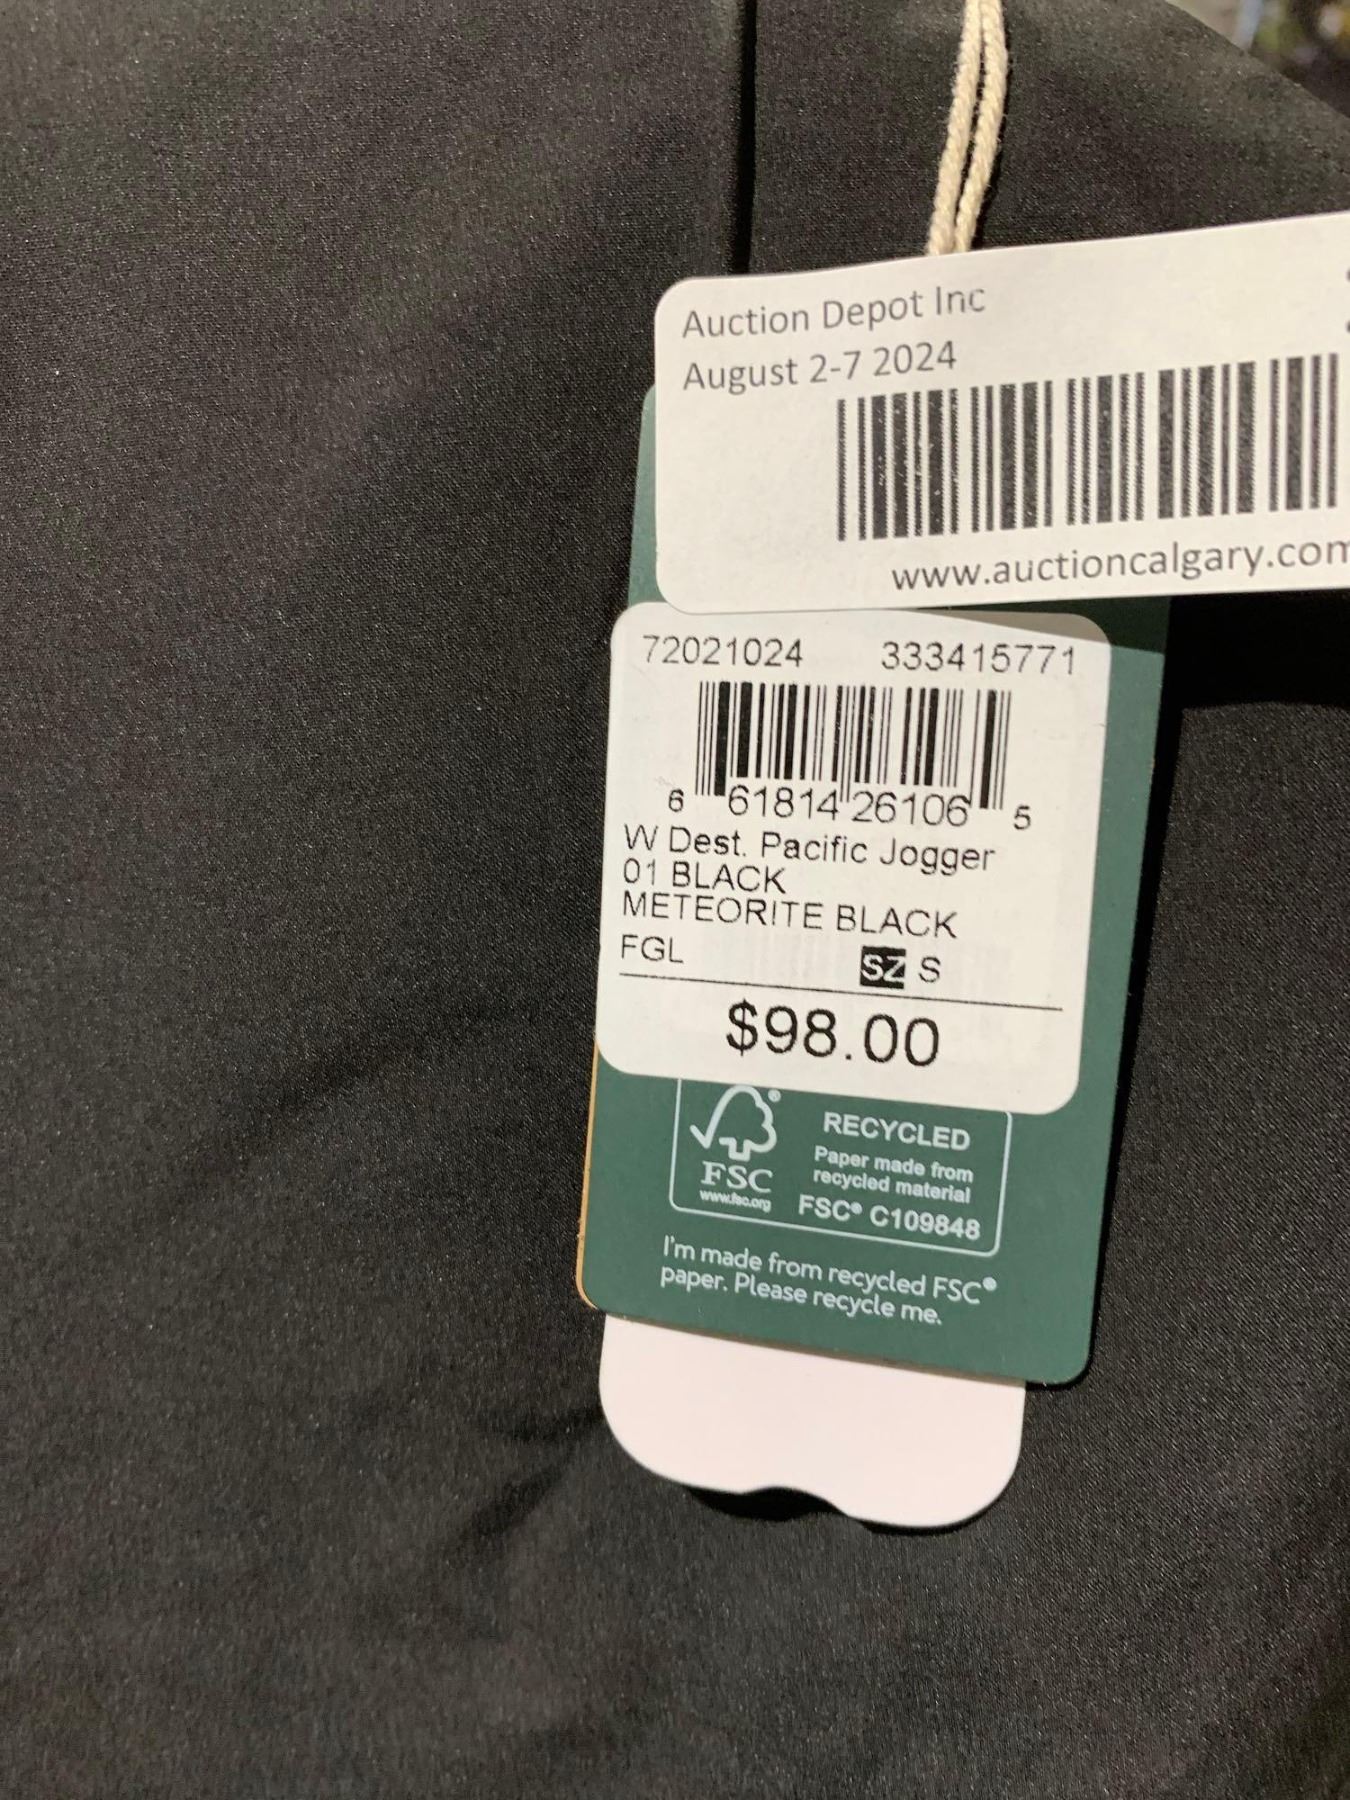 Auction Depot Inc
August 2-7 2024
www.auctioncalgary.com
72021024 333415771
6 61814 26106 5
W Dest. Pacific Jogger
01 BLACK
METEORITE BLACK
FGL SZ S
$98.00
FSC
www.fsc.org
RECYCLED
Paper made from
recycled material
FSC® C109848
I'm made from recycled FSC®
paper. Please recycle me.